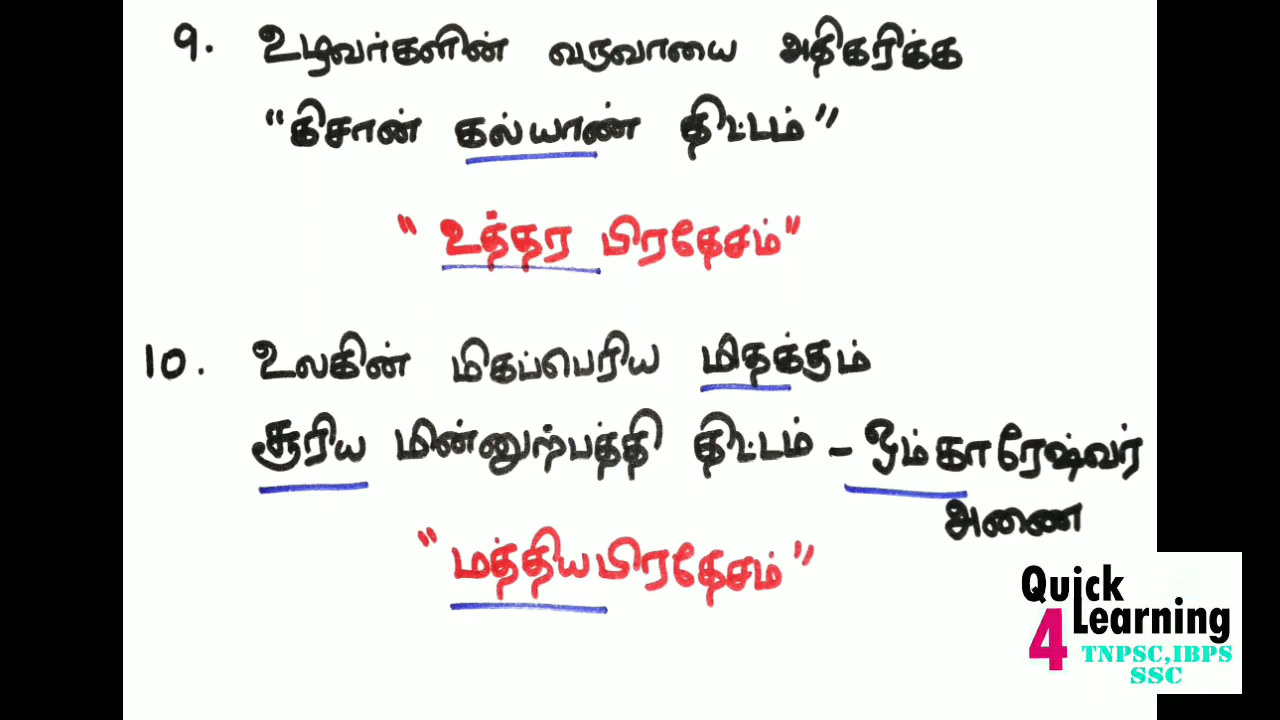 9. உழவர்களின் வருவாயை அதிகரிக்க
"கிசான் கல்யாண் திட்டம்"
"உத்தர பிரதேசம்"
10. உலகின் மிகப்பெரிய மிதக்கும்
சூரிய மின்னுற்பத்தி திட்டம் - ஓம்காரேஷ்வர்
அணை
"மத்தியபிரதேசம்"
Quick
4 Learning
TNPSC,IBPS
SSC